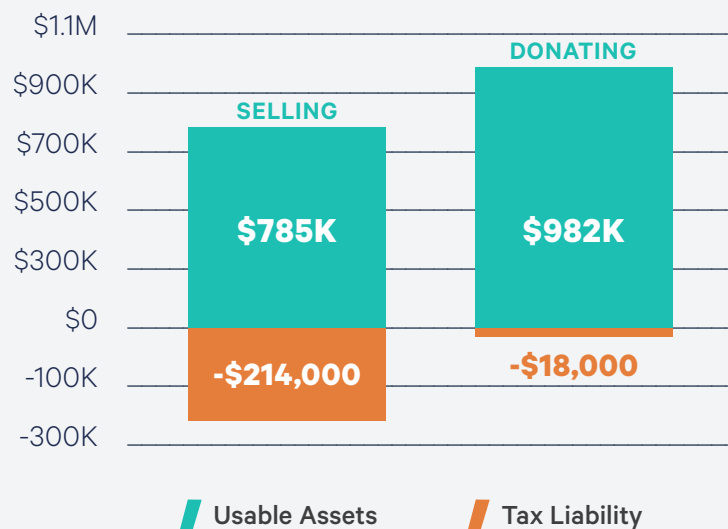 $1.1M
DONATING
$900K
SELLING
$700K
$500K
$785K
$982K
$300K
$0
-$18,000
-$214,000
-100K
-300K
Usable Assets
Tax Liability